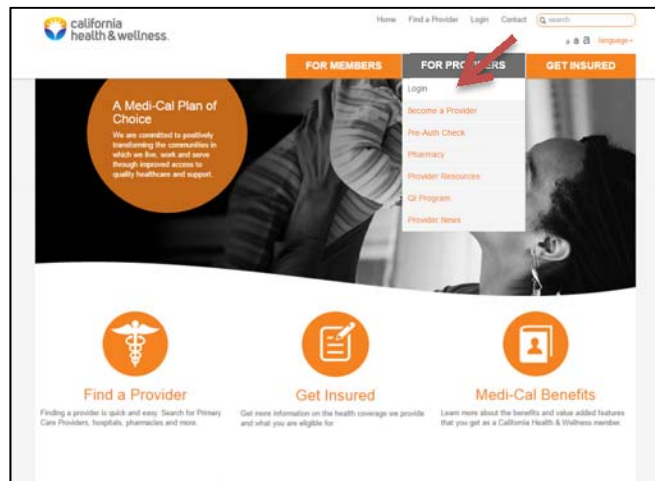 california
health & wellness.
Home Find a Provider Login Contact search
a a a language
FOR MEMBERS FOR PROVIDERS GET INSURED
A Medi-Cal Plan of
Choice
We are committed to positively
transforming the communities in
which we live, work and serve
through improved access to
quality healthcare and support.
Login
Become a Provider
Pre-Auth Check
Pharmacy
Provider Resources
QI Program
Provider News
Find a Provider
Finding a provider is quick and easy. Search for Primary
Care Providers, hospitals, pharmacies and more.
Get Insured
Get more information on the health coverage we provide
and what you are eligible for.
Medi-Cal Benefits
Learn more about the benefits and value added features
that you get as a California Health & Wellness member.